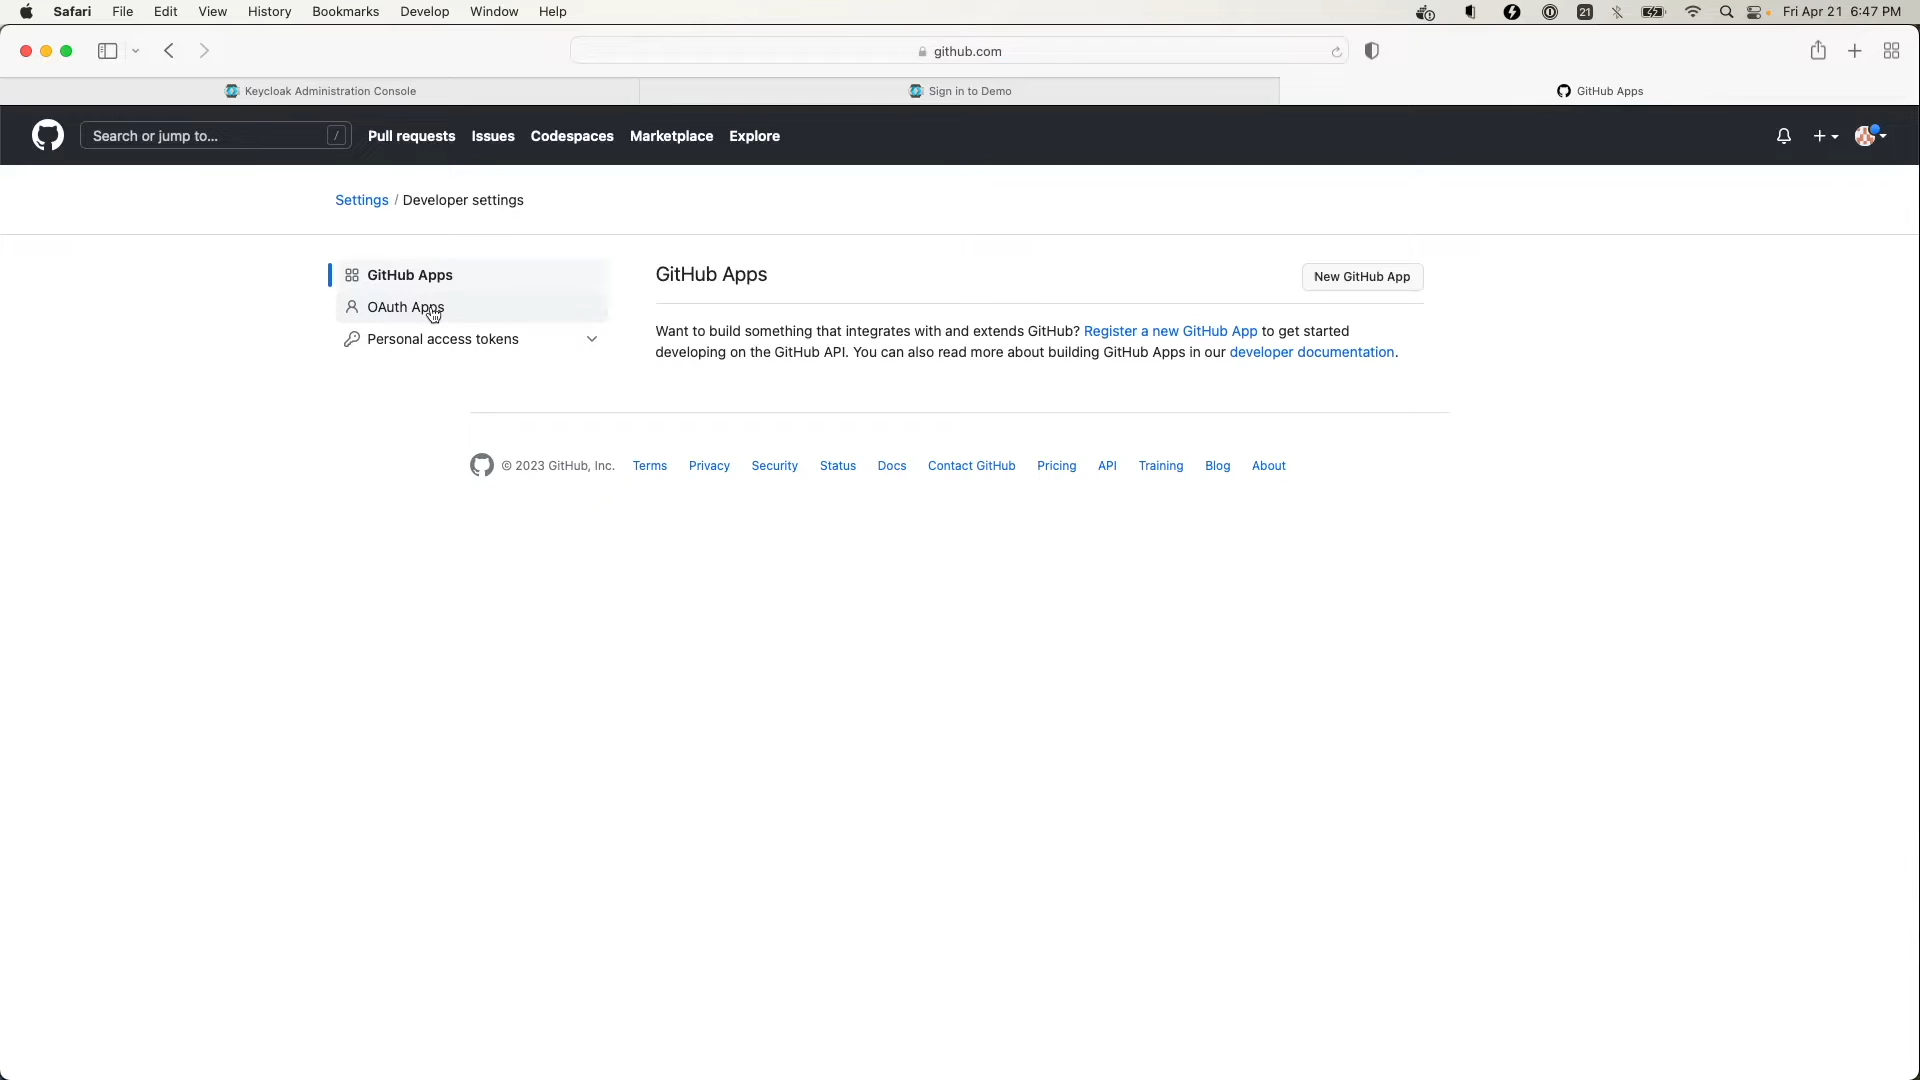 Safari File Edit View History Bookmarks Develop Window Help 21 Fri Apr 21 6:47 PM
github.com
Keycloak Administration Console Sign in to Demo GitHub Apps
Search or jump to... / Pull requests Issues Codespaces Marketplace Explore
Settings / Developer settings
GitHub Apps
OAuth Apps
Personal access tokens
GitHub Apps New GitHub App
Want to build something that integrates with and extends GitHub? Register a new GitHub App to get started
developing on the GitHub API. You can also read more about building GitHub Apps in our developer documentation.
© 2023 GitHub, Inc. Terms Privacy Security Status Docs Contact GitHub Pricing API Training Blog About